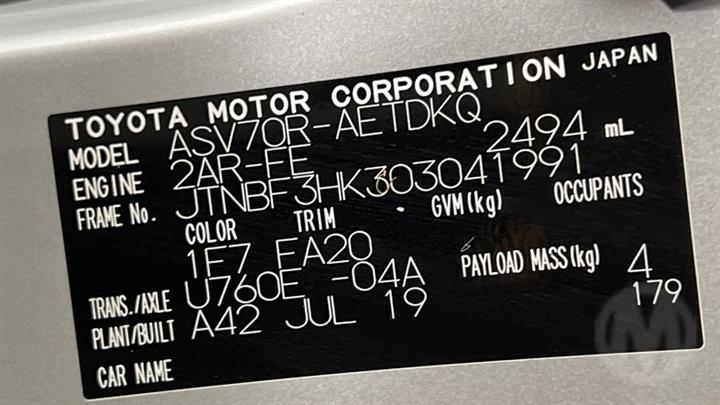 TOYOTA MOTOR CORPORATION JAPAN
MODEL ASV70R-AETDKQ
ENGINE 2AR-FE 2494 mL
FRAME No. JTNBF3HK303041991
COLOR TRIM GVM(kg) OCCUPANTS
1F7 FA20
TRANS./AXLE U760E -04A PAYLOAD MASS(kg) 4
PLANT/BUILT A42 JUL 19 179
CAR NAME
M